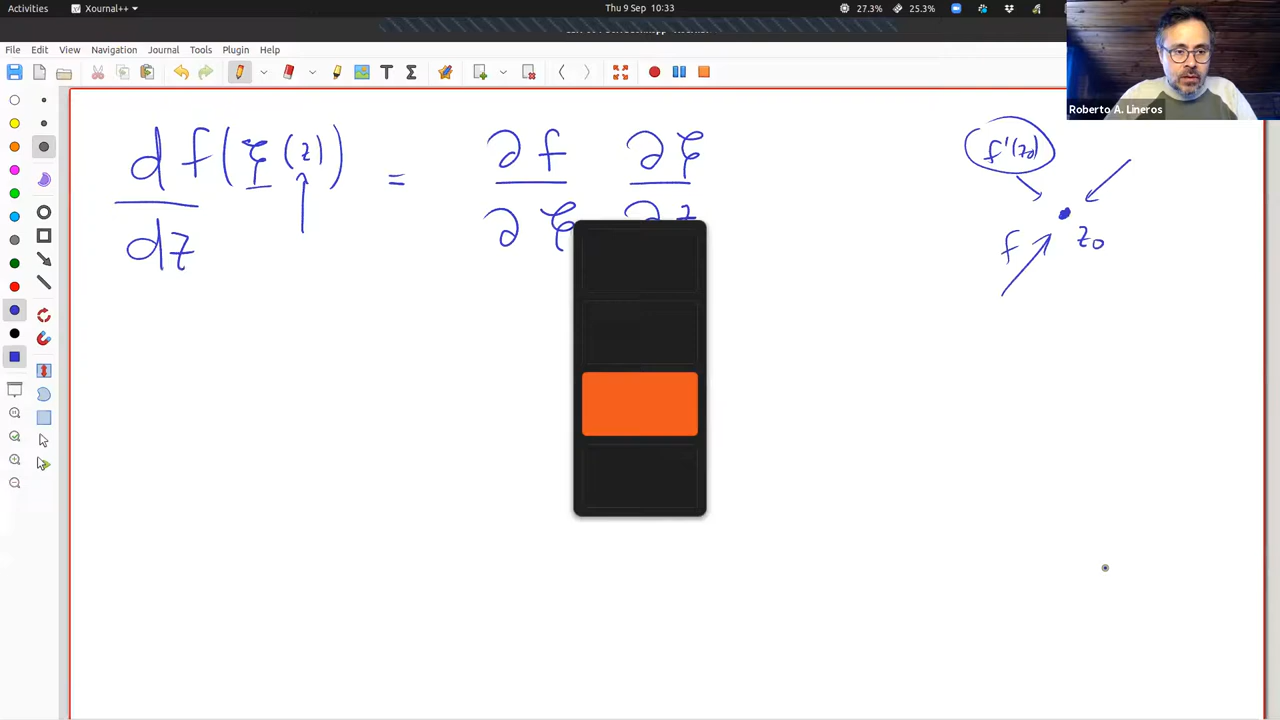 Activities
Xournal++
Thu 9 Sep 10:33
27.3%
25.3%
File Edit View Navigation Journal Tools Plugin Help
Roberto A. Lineros
d f(ξ(z)) = ∂f ∂ξ
dz ∂ξ ∂z
f'(z₀)
f z₀